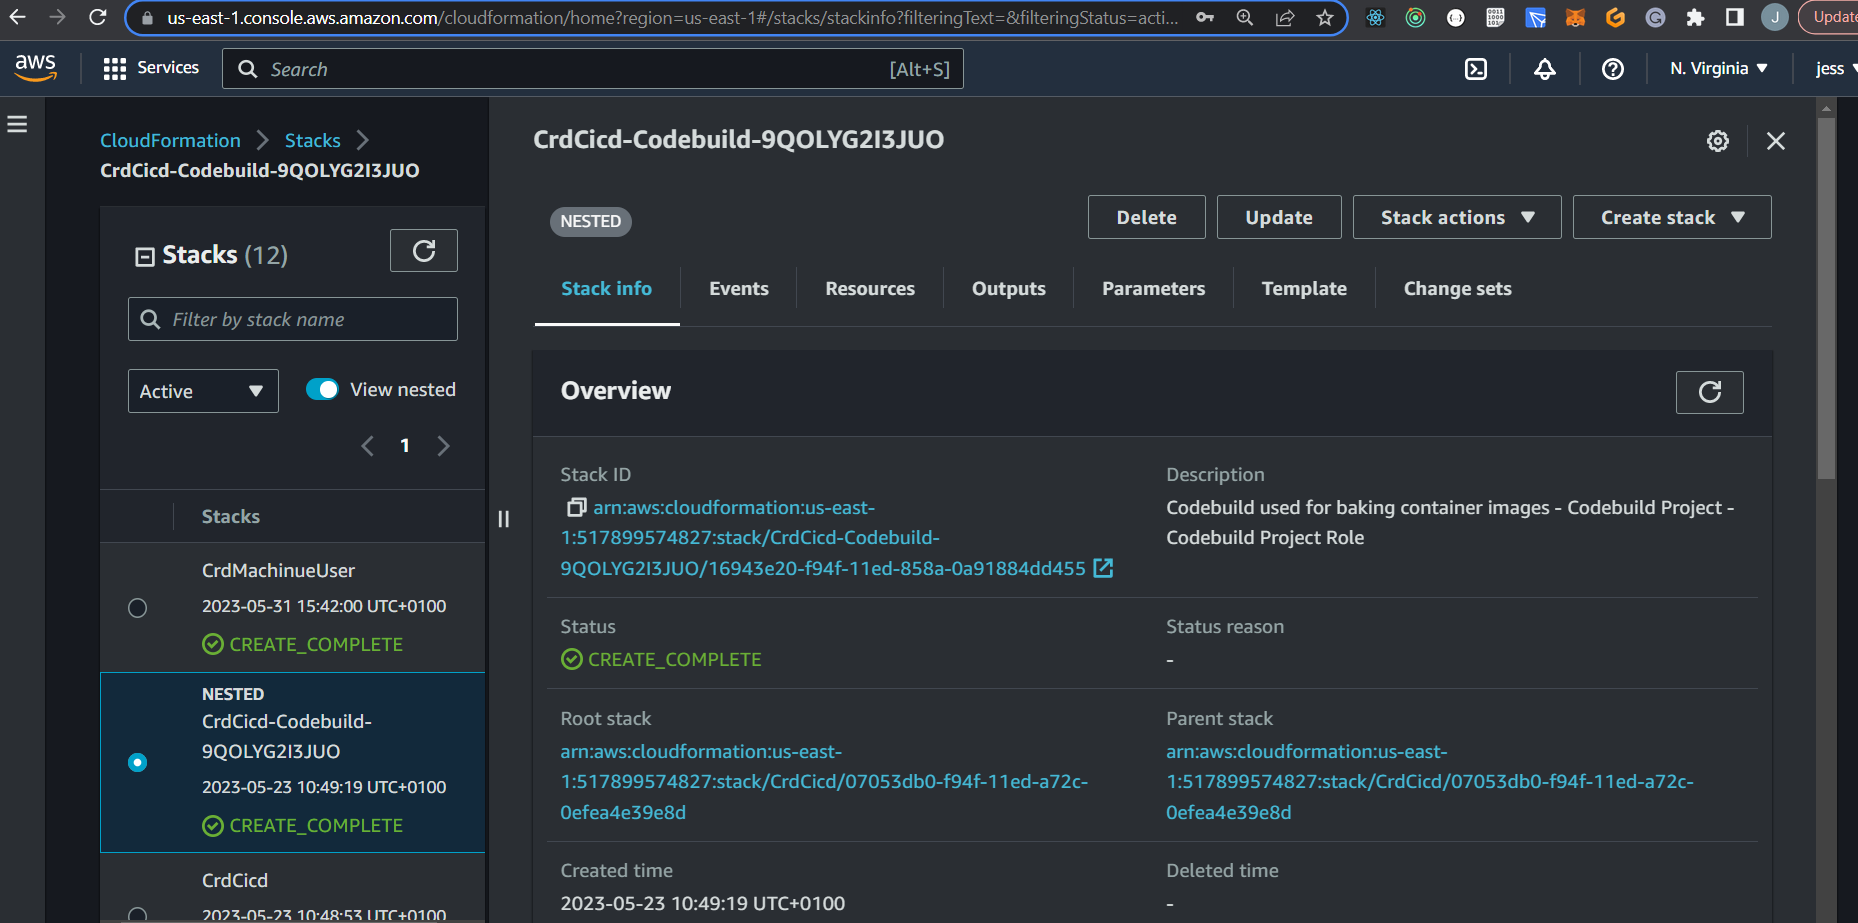 us-east-1.console.aws.amazon.com/cloudformation/home?region=us-east-1#/stacks/stackinfo?filteringText=&filteringStatus=acti...
J
Update
aws
Services
Search
[Alt+S]
N. Virginia
jess
CloudFormation
Stacks
CrdCicd-Codebuild-9QOLYG2I3JUO
Stacks (12)
Filter by stack name
Active
View nested
1
Stacks
CrdMachinueUser
2023-05-31 15:42:00 UTC+0100
CREATE_COMPLETE
NESTED
CrdCicd-Codebuild-
9QOLYG2I3JUO
2023-05-23 10:49:19 UTC+0100
CREATE_COMPLETE
CrdCicd
2023-05-23 10:48:53 UTC+0100
CrdCicd-Codebuild-9QOLYG2I3JUO
NESTED
Delete
Update
Stack actions
Create stack
Stack info
Events
Resources
Outputs
Parameters
Template
Change sets
Overview
Stack ID
arn:aws:cloudformation:us-east-
1:517899574827:stack/CrdCicd-Codebuild-
9QOLYG2I3JUO/16943e20-f94f-11ed-858a-0a91884dd455
Description
Codebuild used for baking container images - Codebuild Project -
Codebuild Project Role
Status
CREATE_COMPLETE
Status reason
-
Root stack
arn:aws:cloudformation:us-east-
1:517899574827:stack/CrdCicd/07053db0-f94f-11ed-a72c-
0efea4e39e8d
Parent stack
arn:aws:cloudformation:us-east-
1:517899574827:stack/CrdCicd/07053db0-f94f-11ed-a72c-
0efea4e39e8d
Created time
2023-05-23 10:49:19 UTC+0100
Deleted time
-